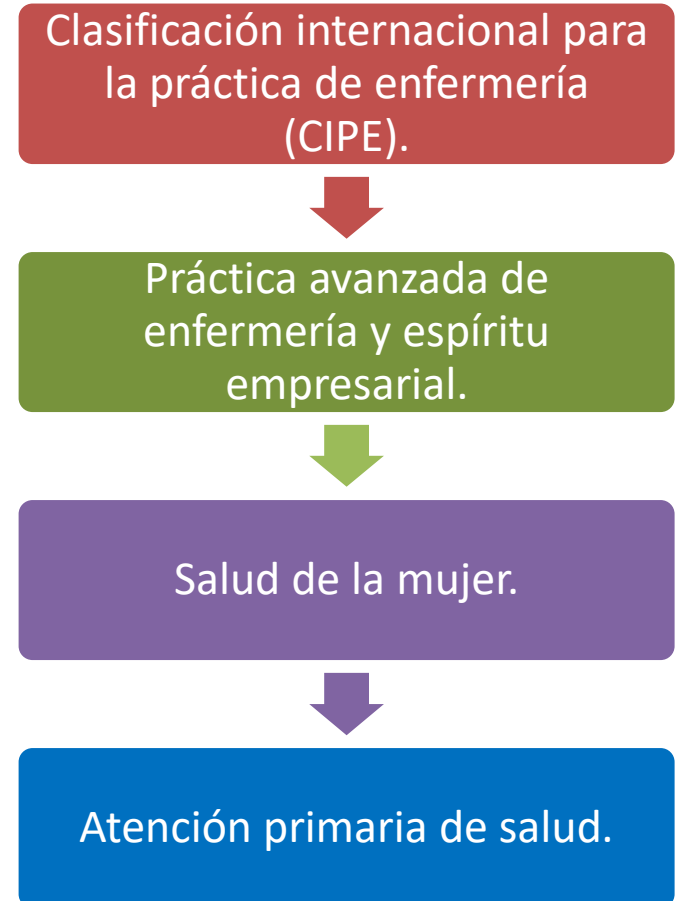 Clasificación internacional para
la práctica de enfermería
(CIPE).
Práctica avanzada de
enfermería y espíritu
empresarial.
Salud de la mujer.
Atención primaria de salud.